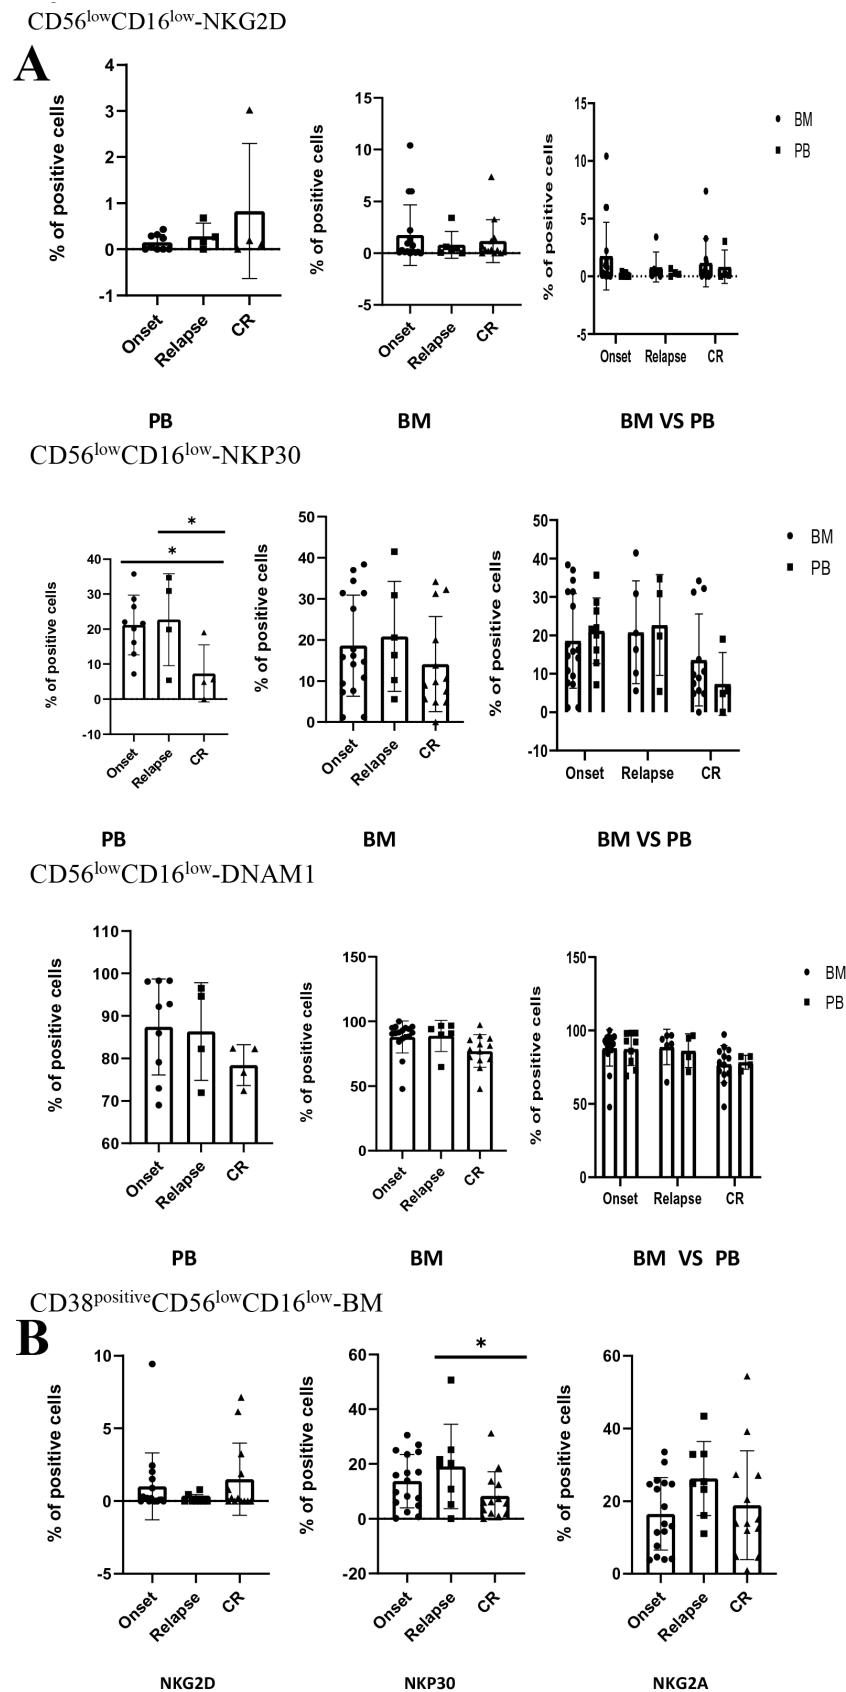 CD56lowCD16low-NKG2D
A
% of positive cells
4
3
2
1
0
-1
Onset
Relapse
CR
PB
% of positive cells
15
10
5
0
-5
Onset
Relapse
CR
BM
% of positive cells
15
10
5
0
-5
Onset
Relapse
CR
BM
PB
BM VS PB
CD56lowCD16low-NKP30
% of positive cells
40
30
20
10
0
-10
*
*
Onset
Relapse
CR
PB
% of positive cells
50
40
30
20
10
0
Onset
Relapse
CR
BM
% of positive cells
50
40
30
20
10
0
-10
Onset
Relapse
CR
BM
PB
BM VS PB
CD56lowCD16low-DNAM1
% of positive cells
110
100
90
80
70
60
Onset
Relapse
CR
PB
% of positive cells
150
100
50
0
Onset
Relapse
CR
BM
% of positive cells
150
100
50
0
Onset
Relapse
CR
BM
PB
BM VS PB
CD38positiveCD56lowCD16low-BM
B
% of positive cells
10
5
0
-5
Onset
Relapse
CR
NKG2D
% of positive cells
60
40
20
0
-20
*
Onset
Relapse
CR
NKP30
% of positive cells
60
40
20
0
Onset
Relapse
CR
NKG2A